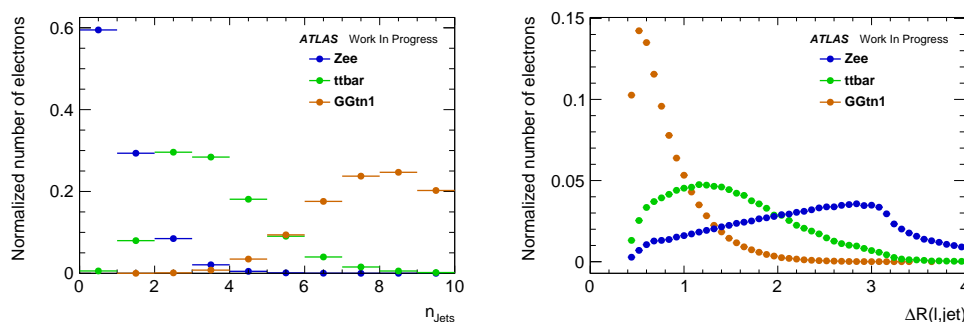 Normalized number of electrons
0.6
0.4
0.2
0
ATLAS Work In Progress
Zee
ttbar
GGtn1
0 2 4 6 8 10
n_Jets
Normalized number of electrons
0.15
0.1
0.05
0
ATLAS Work In Progress
Zee
ttbar
GGtn1
0 1 2 3 4
ΔR(l,jet)